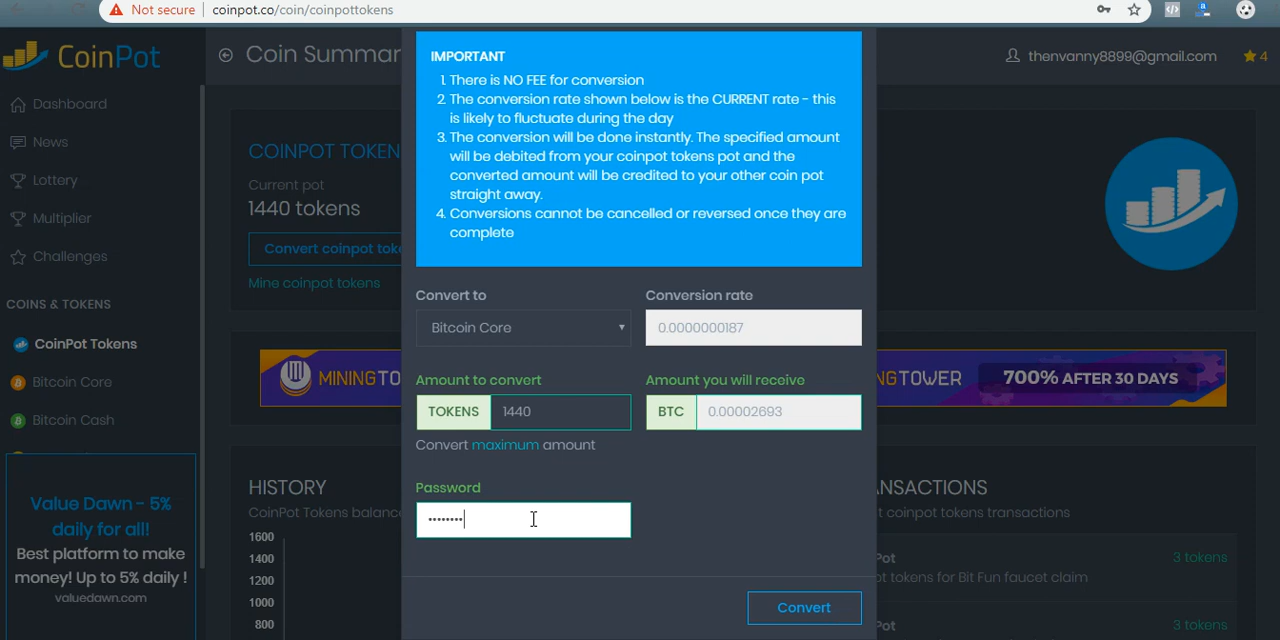 Not secure
coinpot.co/coin/coinpottokens
CoinPot
Coin Summar
thenvanny8899@gmail.com
4
Dashboard
News
Lottery
Multiplier
Challenges
COINS & TOKENS
CoinPot Tokens
Bitcoin Core
Bitcoin Cash
Value Dawn - 5%
daily for all!
Best platform to make
money! Up to 5% daily !
valuedawn.com
COINPOT TOKEN
Current pot
1440 tokens
Convert coinpot toke
Mine coinpot tokens
MININGTO
NGTOWER
700% AFTER 30 DAYS
IMPORTANT
1. There is NO FEE for conversion
2. The conversion rate shown below is the CURRENT rate - this
is likely to fluctuate during the day
3. The conversion will be done instantly. The specified amount
will be debited from your coinpot tokens pot and the
converted amount will be credited to your other coin pot
straight away.
4. Conversions cannot be cancelled or reversed once they are
complete
Convert to
Conversion rate
Bitcoin Core
0.0000000187
Amount to convert
Amount you will receive
TOKENS
1440
BTC
0.00002693
Convert maximum amount
Password
••••••••
Convert
HISTORY
CoinPot Tokens balanc
1600
1400
1200
1000
800
ANSACTIONS
t coinpot tokens transactions
Pot
3 tokens
ot tokens for Bit Fun faucet claim
Pot
3 tokens